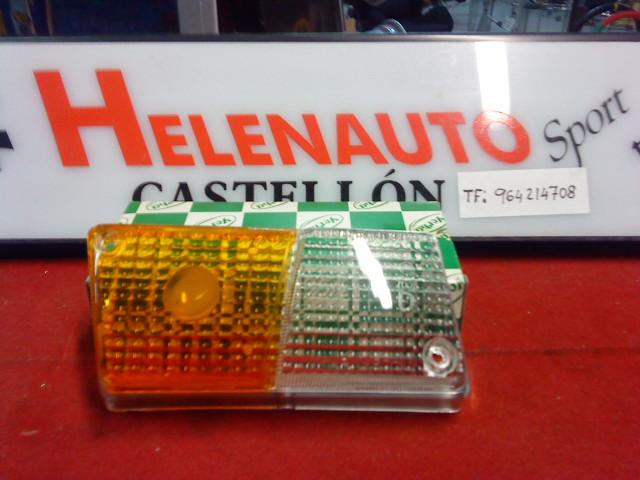 HELENAUTO Sport
CASTELLÓN
TF: 964214708